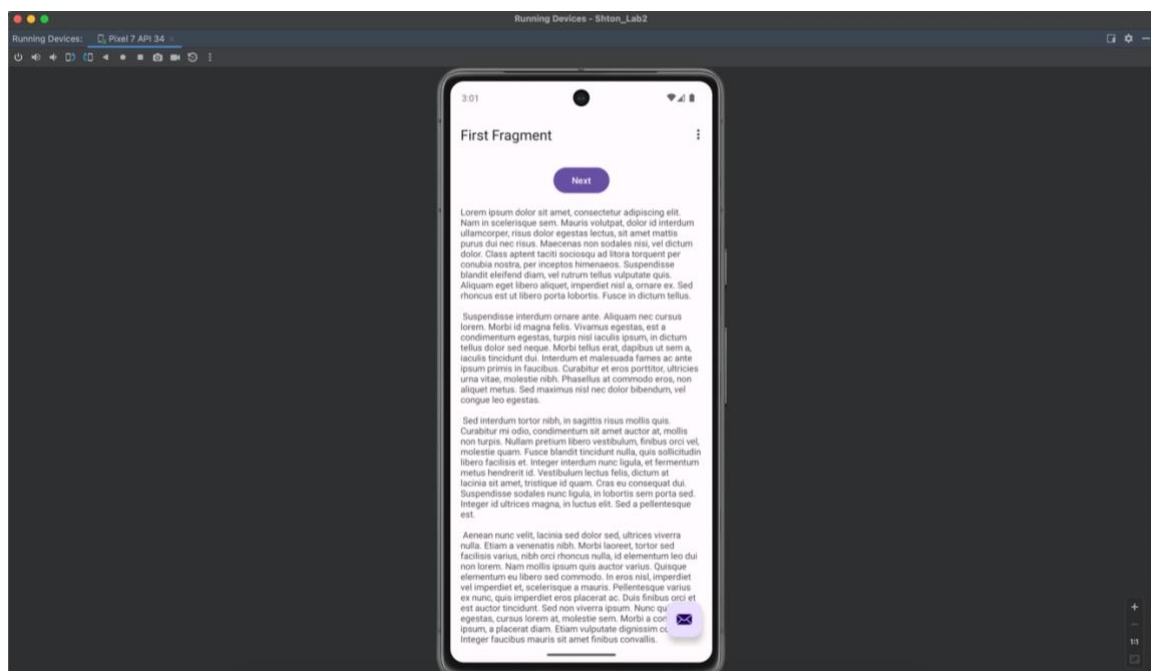 Running Devices - Shton_Lab2
Running Devices:
Pixel 7 API 34
3:01
First Fragment
Next
Lorem ipsum dolor sit amet, consectetur adipiscing elit.
Nam in scelerisque sem. Mauris volutpat, dolor id interdum
ullamcorper, risus dolor egestas lectus, sit amet mattis
purus dui nec risus. Maecenas non sodales nisi, vel dictum
dolor. Class aptent taciti sociosqu ad litora torquent per
conubia nostra, per inceptos himenaeos. Suspendisse
blandit eleifend diam, vel rutrum tellus vulputate quis.
Aliquam eget libero aliquet, imperdiet nisl a, ornare ex. Sed
rhoncus est ut libero porta lobortis. Fusce in dictum tellus.
Suspendisse interdum ornare ante. Aliquam nec cursus
lorem. Morbi id magna felis. Vivamus egestas, est a
condimentum egestas, turpis nisl iaculis ipsum, in dictum
tellus dolor sed neque. Morbi tellus erat, dapibus ut sem a,
iaculis tincidunt dui. Interdum et malesuada fames ac ante
ipsum primis in faucibus. Curabitur et eros porttitor, ultricies
urna vitae, molestie nibh. Phasellus at commodo eros, non
aliquet metus. Sed maximus nisl nec dolor bibendum, vel
congue leo egestas.
Sed interdum tortor nibh, in sagittis risus mollis quis.
Curabitur mi odio, condimentum sit amet auctor at, mollis
non turpis. Nullam pretium libero vestibulum, finibus orci vel,
molestie quam. Fusce blandit tincidunt nulla, quis sollicitudin
libero facilisis et. Integer interdum nunc ligula, et fermentum
metus hendrerit id. Vestibulum lectus felis, dictum at
lacinia sit amet, tristique id quam. Cras eu consequat dui.
Suspendisse sodales nunc ligula, in lobortis sem porta sed.
Integer id ultrices magna, in luctus elit. Sed a pellentesque
est.
Aenean nunc velit, lacinia sed dolor sed, ultrices viverra
nulla. Etiam a venenatis nibh. Morbi laoreet, tortor sed
facilisis varius, nibh orci rhoncus nulla, id elementum leo dui
non lorem. Nam mollis ipsum quis auctor varius. Quisque
elementum eu libero sed commodo. In eros nisl, imperdiet
vel imperdiet et, scelerisque a mauris. Pellentesque varius
ex nunc, quis imperdiet eros placerat ac. Duis finibus orci et
est auctor tincidunt. Sed non viverra ipsum. Nunc
egestas, cursus lorem at, molestie sem. Morbi a
ipsum, a placerat diam. Etiam vulputate dignissim
Integer faucibus mauris sit amet finibus convallis.
1:1